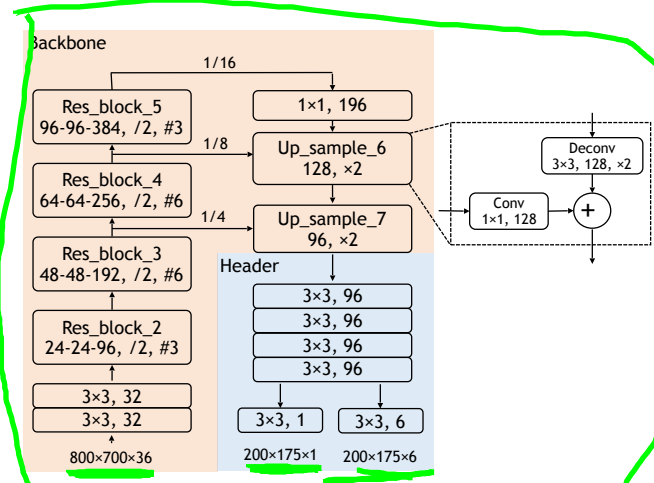 Backbone
1/16
Res_block_5
96-96-384, /2, #3
1×1, 196
1/8
Up_sample_6
128, ×2
Res_block_4
64-64-256, /2, #6
1/4
Up_sample_7
96, ×2
Res_block_3
48-48-192, /2, #6
Res_block_2
24-24-96, /2, #3
3×3, 32
3×3, 32
800×700×36
Header
3×3, 96
3×3, 96
3×3, 96
3×3, 96
3×3, 1
3×3, 6
200×175×1
200×175×6
Deconv
3×3, 128, ×2
Conv
1×1, 128
+